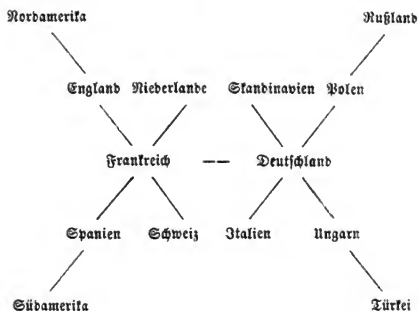 Nordamerika Rußland
England Niederlande Skandinavien Polen
Frankreich —— Deutschland
Spanien Schweiz Italien Ungarn
Südamerika Türkei